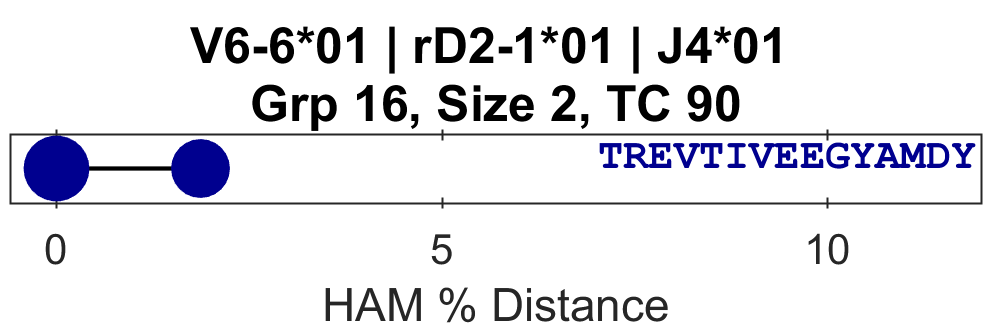 V6-6*01 | rD2-1*01 | J4*01
Grp 16, Size 2, TC 90
TREVTIVEEGYAMDY
0 5 10
HAM % Distance